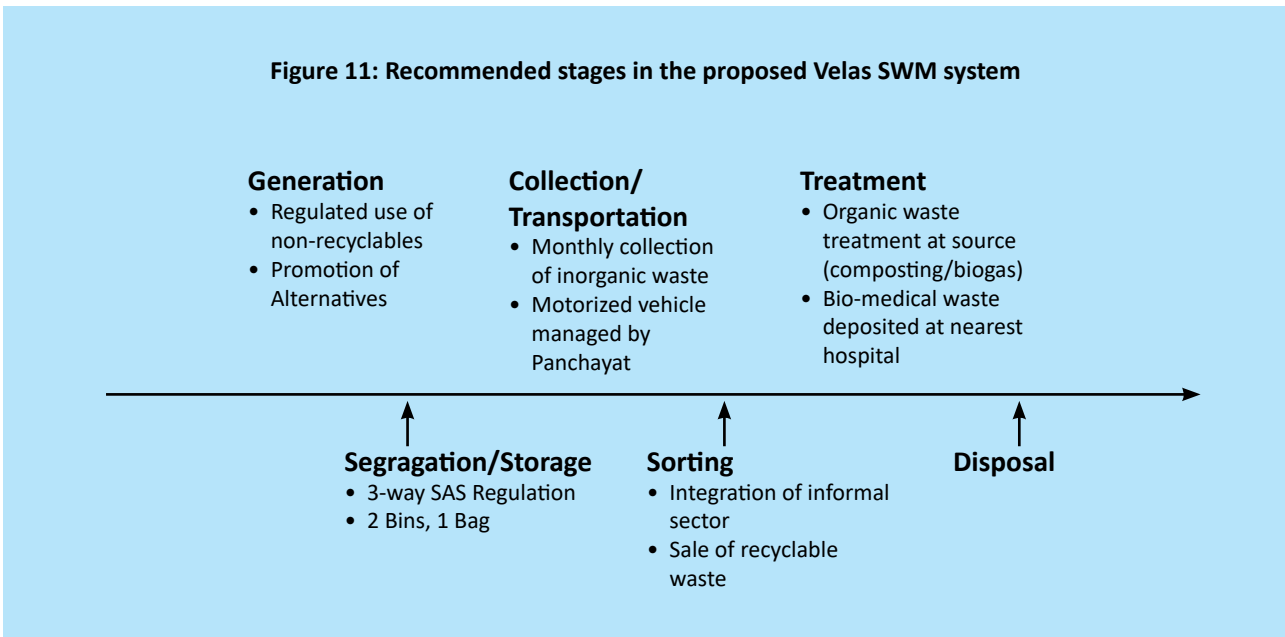 Figure 11: Recommended stages in the proposed Velas SWM system
Generation
• Regulated use of
non-recyclables
• Promotion of
Alternatives
Collection/
Transportation
• Monthly collection
of inorganic waste
• Motorized vehicle
managed by
Panchayat
Treatment
• Organic waste
treatment at source
(composting/biogas)
• Bio-medical waste
deposited at nearest
hospital
Segragation/Storage
• 3-way SAS Regulation
• 2 Bins, 1 Bag
Sorting
• Integration of informal
sector
• Sale of recyclable
waste
Disposal